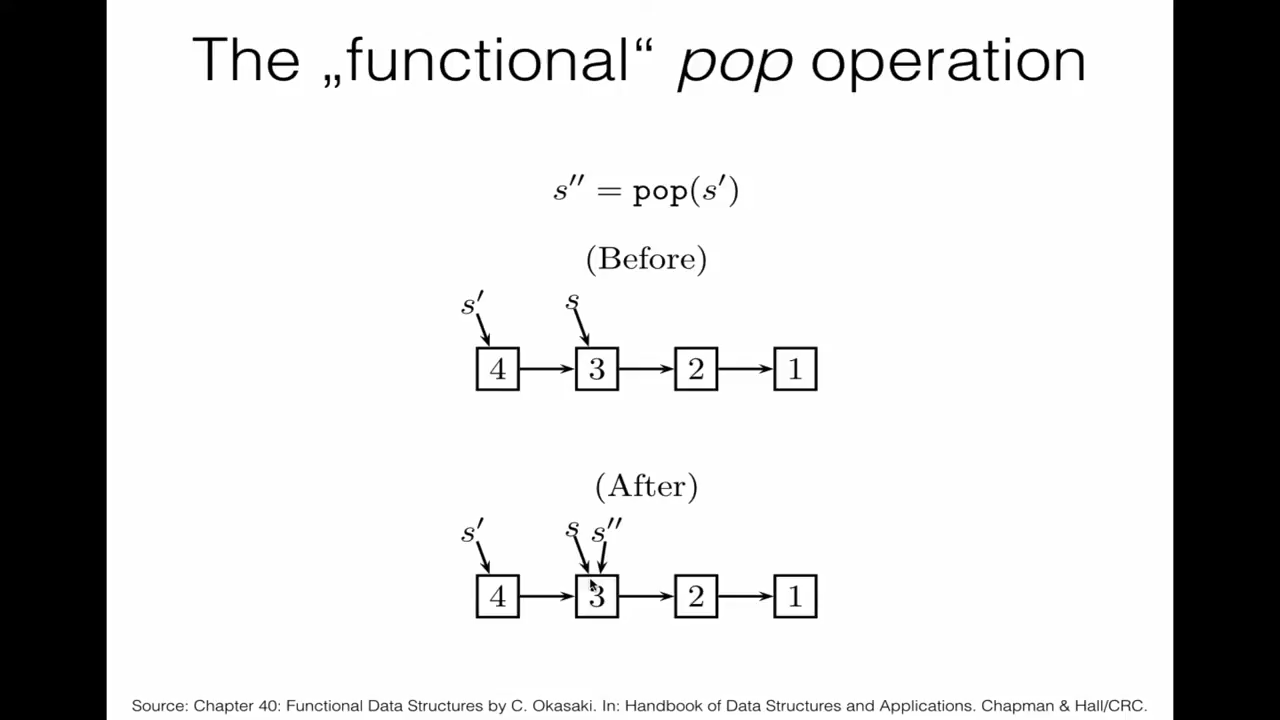 The „functional“ pop operation
s″ = pop(s′)
(Before)
s′ s
4 3 2 1
(After)
s′ s s″
4 3 2 1
Source: Chapter 40: Functional Data Structures by C. Okasaki. In: Handbook of Data Structures and Applications. Chapman & Hall/CRC.